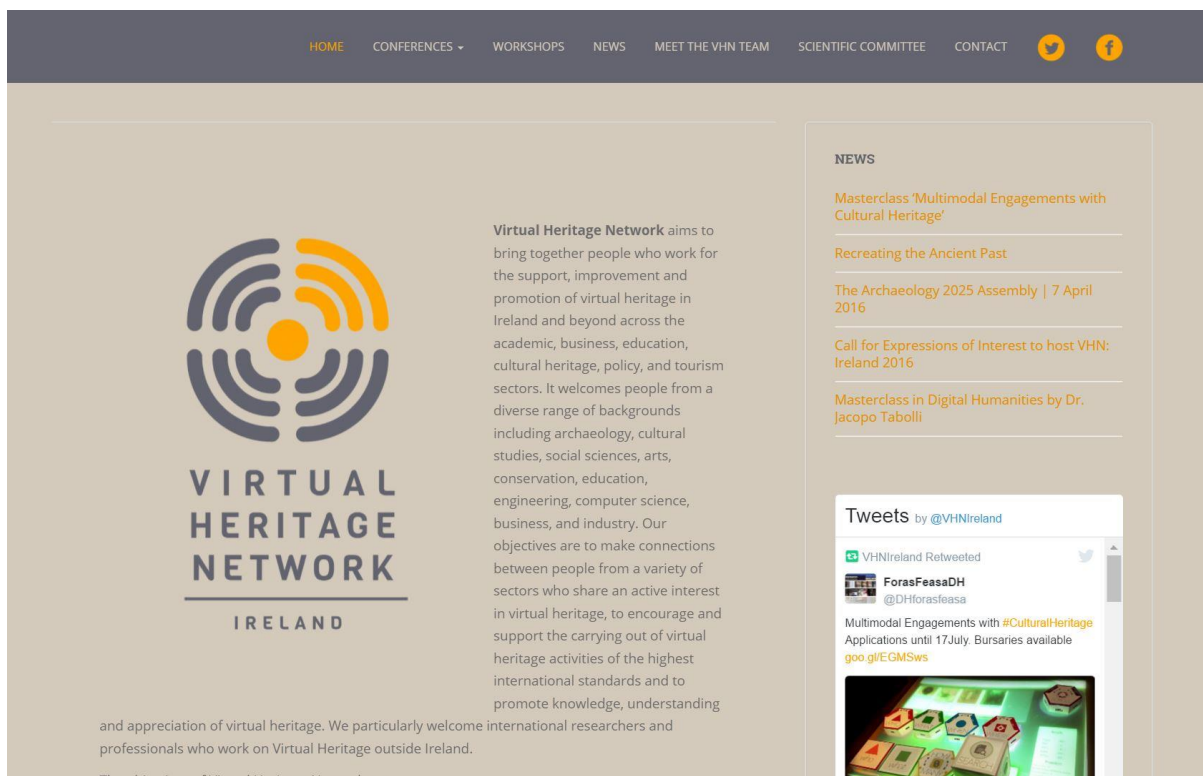 HOME CONFERENCES WORKSHOPS NEWS MEET THE VHN TEAM SCIENTIFIC COMMITTEE CONTACT
VIRTUAL
HERITAGE
NETWORK
IRELAND
Virtual Heritage Network aims to
bring together people who work for
the support, improvement and
promotion of virtual heritage in
Ireland and beyond across the
academic, business, education,
cultural heritage, policy, and tourism
sectors. It welcomes people from a
diverse range of backgrounds
including archaeology, cultural
studies, social sciences, arts,
conservation, education,
engineering, computer science,
business, and industry. Our
objectives are to make connections
between people from a variety of
sectors who share an active interest
in virtual heritage, to encourage and
support the carrying out of virtual
heritage activities of the highest
international standards and to
promote knowledge, understanding
and appreciation of virtual heritage. We particularly welcome international researchers and
professionals who work on Virtual Heritage outside Ireland.
NEWS
Masterclass ‘Multimodal Engagements with
Cultural Heritage’
Recreating the Ancient Past
The Archaeology 2025 Assembly | 7 April
2016
Call for Expressions of Interest to host VHN:
Ireland 2016
Masterclass in Digital Humanities by Dr.
Jacopo Tabolli
Tweets by @VHNIreland
VHNIreland Retweeted
ForasFeasaDH
@DHforasfeasa
Multimodal Engagements with #CulturalHeritage
Applications until 17July. Bursaries available
goo.gl/EGMSws